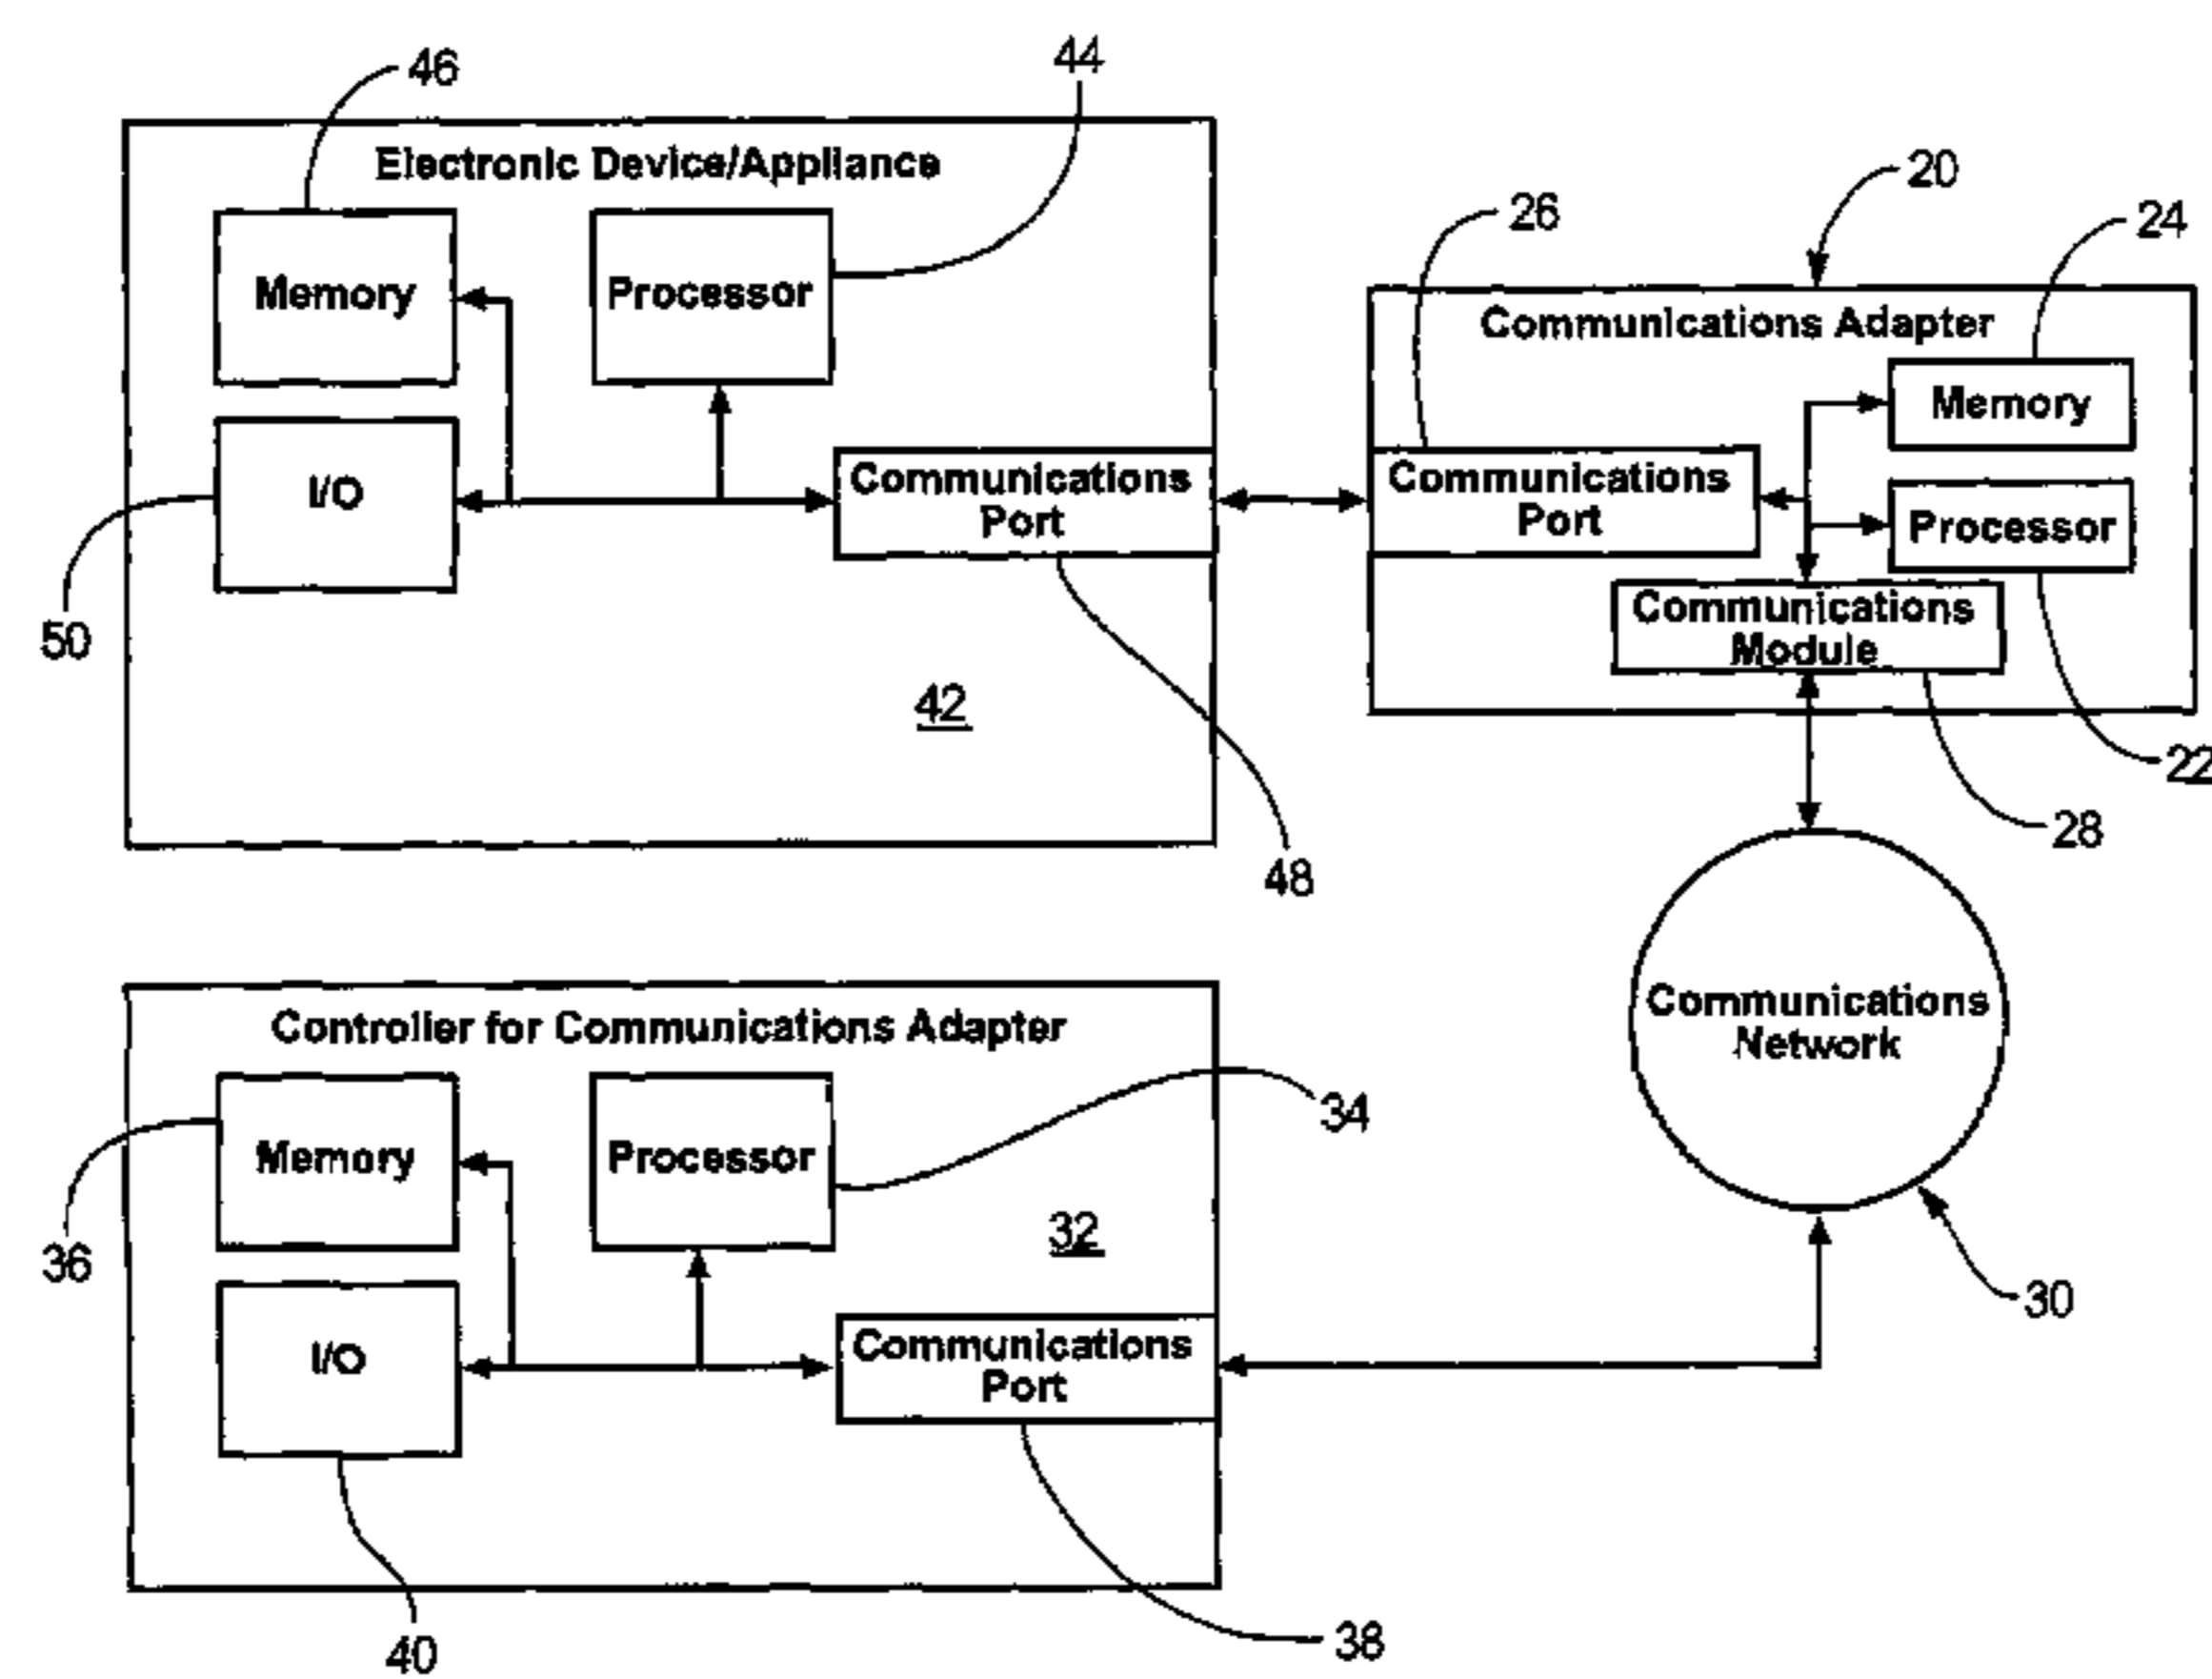 46
44
Electronic Device/Appliance
Memory
Processor
I/O
Communications
Port
50
42
48
20
26
24
Communications Adapter
Memory
Communications
Port
Processor
Communications
Module
22
28
Communications
Network
30
Controller for Communications Adapter
Memory
Processor
34
36
32
I/O
Communications
Port
40
38